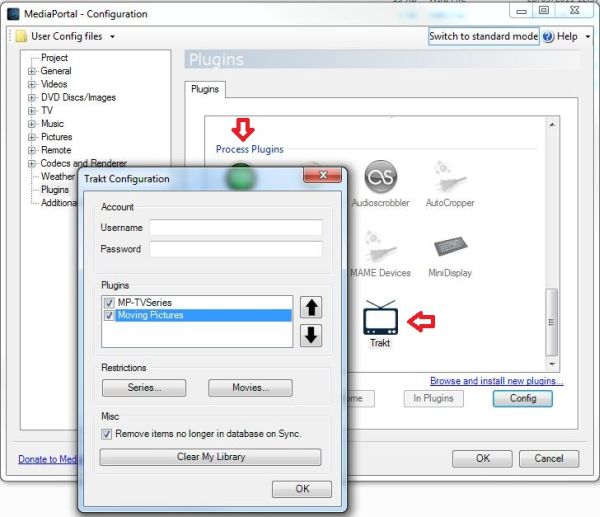 MediaPortal - Configuration
User Config files
Switch to standard mode
Help
Project
General
Videos
DVD Discs/Images
TV
Music
Pictures
Remote
Codecs and Renderer
Weather
Plugins
Additiona
Plugins
Plugins
Process Plugins
Audioscrobbler
AutoCropper
MAME Devices
MiniDisplay
Trakt
Browse and install new plugins...
Home
In Plugins
Config
Donate to Medi
OK
Cancel
Trakt Configuration
Account
Username
Password
Plugins
MP-TVSeries
Moving Pictures
Restrictions
Series...
Movies...
Misc
Remove items no longer in database on Sync.
Clear My Library
OK